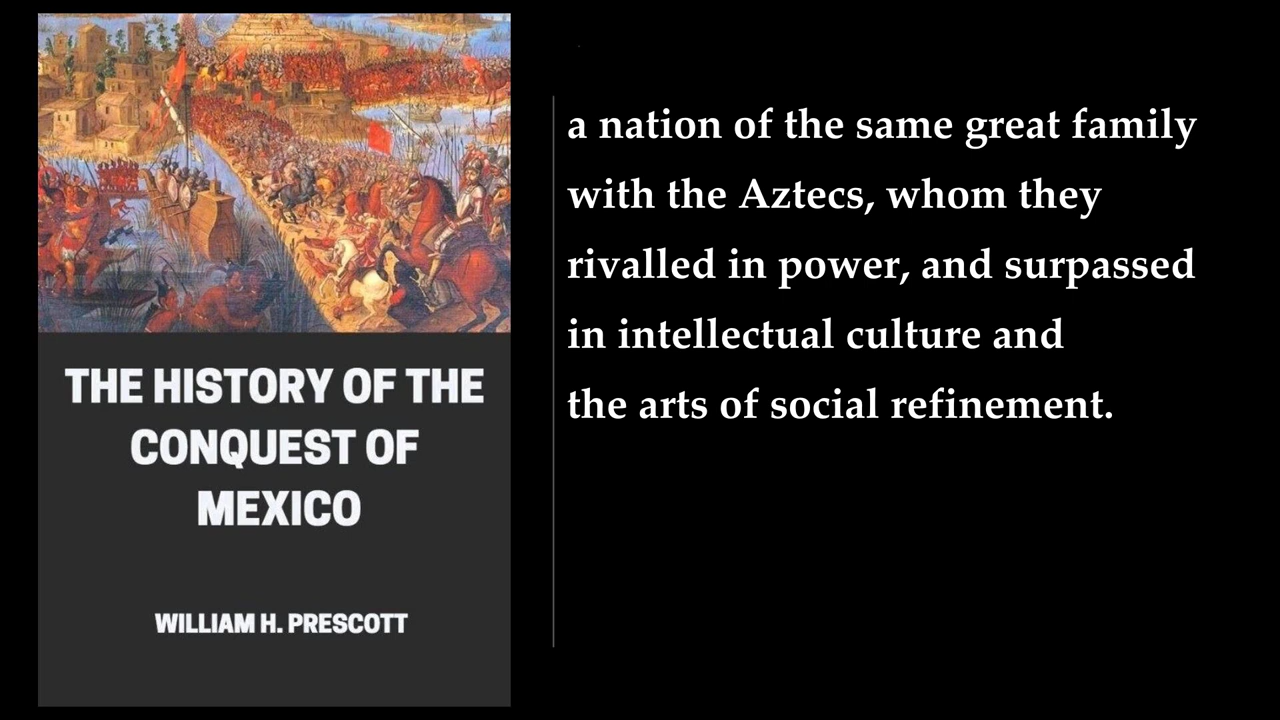 THE HISTORY OF THE
CONQUEST OF
MEXICO
WILLIAM H. PRESCOTT
a nation of the same great family
with the Aztecs, whom they
rivalled in power, and surpassed
in intellectual culture and
the arts of social refinement.